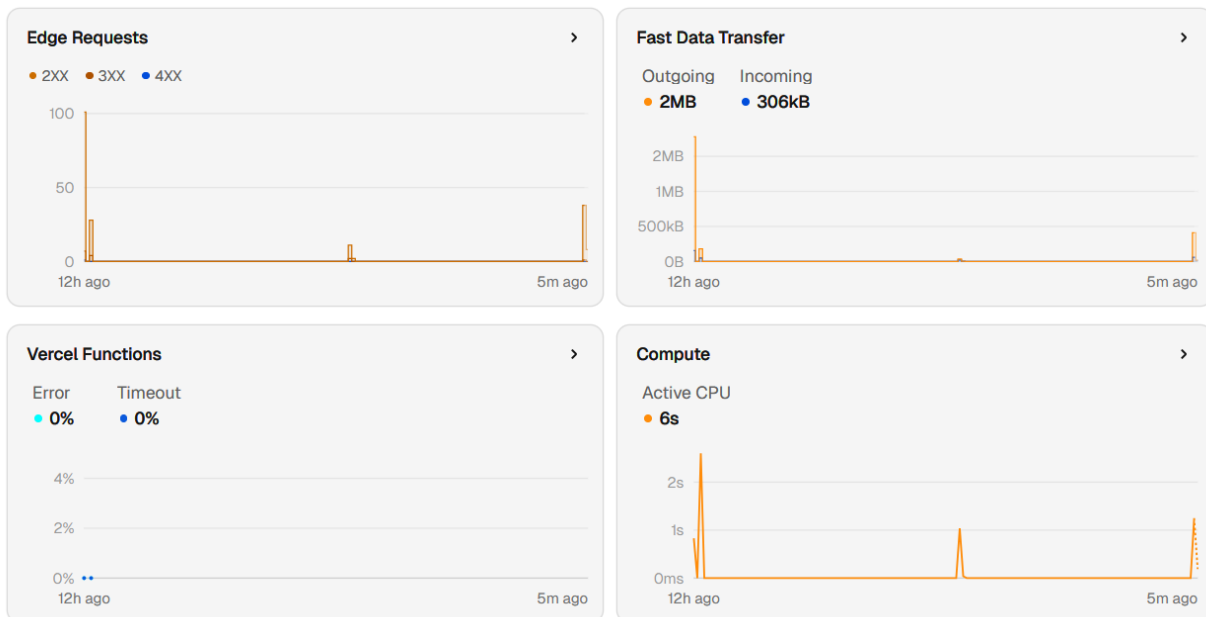 Edge Requests
2XX 3XX 4XX
100
50
0
12h ago 5m ago
Fast Data Transfer
Outgoing Incoming
2MB 306kB
2MB
1MB
500kB
0B
12h ago 5m ago
Vercel Functions
Error Timeout
0% 0%
4%
2%
0%
12h ago 5m ago
Compute
Active CPU
6s
2s
1s
0ms
12h ago 5m ago